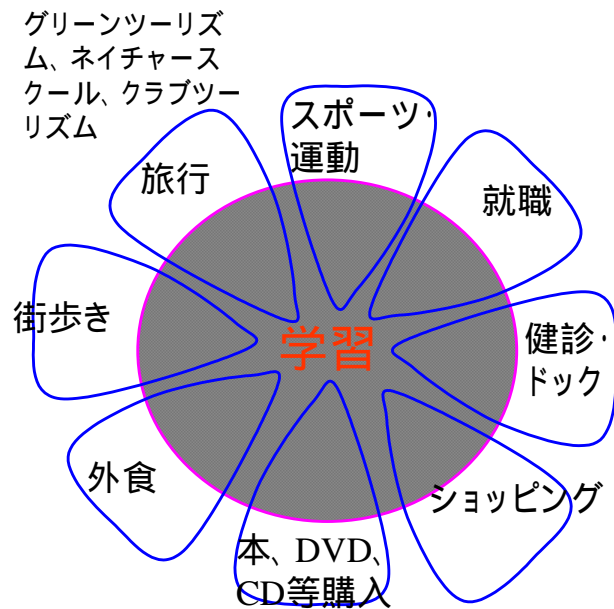 グリーンツーリズ
ム、ネイチャース
クール、クラブツー
リズム
スポーツ・
運動
旅行
就職
街歩き
学習
健診・
ドック
外食
ショッピング
本、DVD、
CD等購入